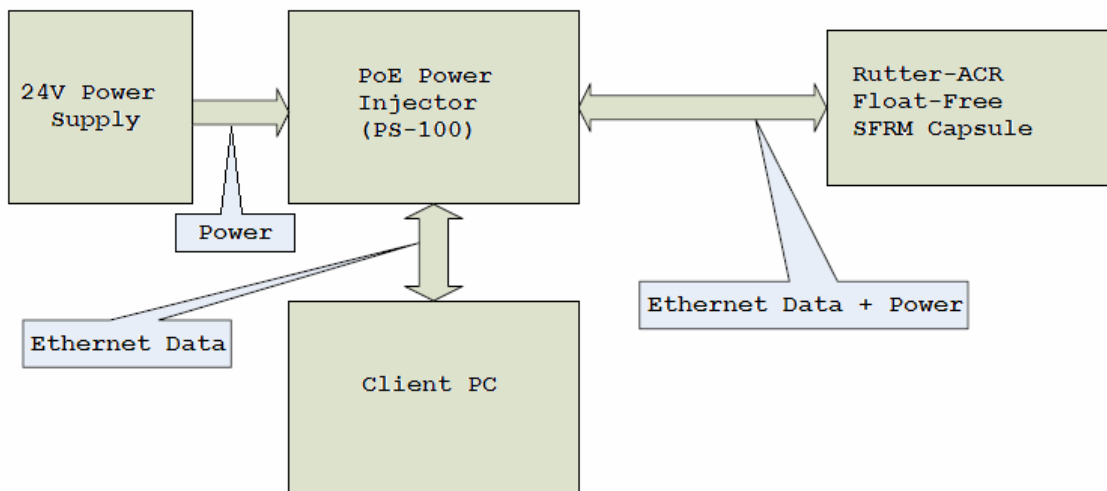 24V Power
Supply
PoE Power
Injector
(PS-100)
Rutter-ACR
Float-Free
SFRM Capsule
Power
Ethernet Data
Ethernet Data + Power
Client PC